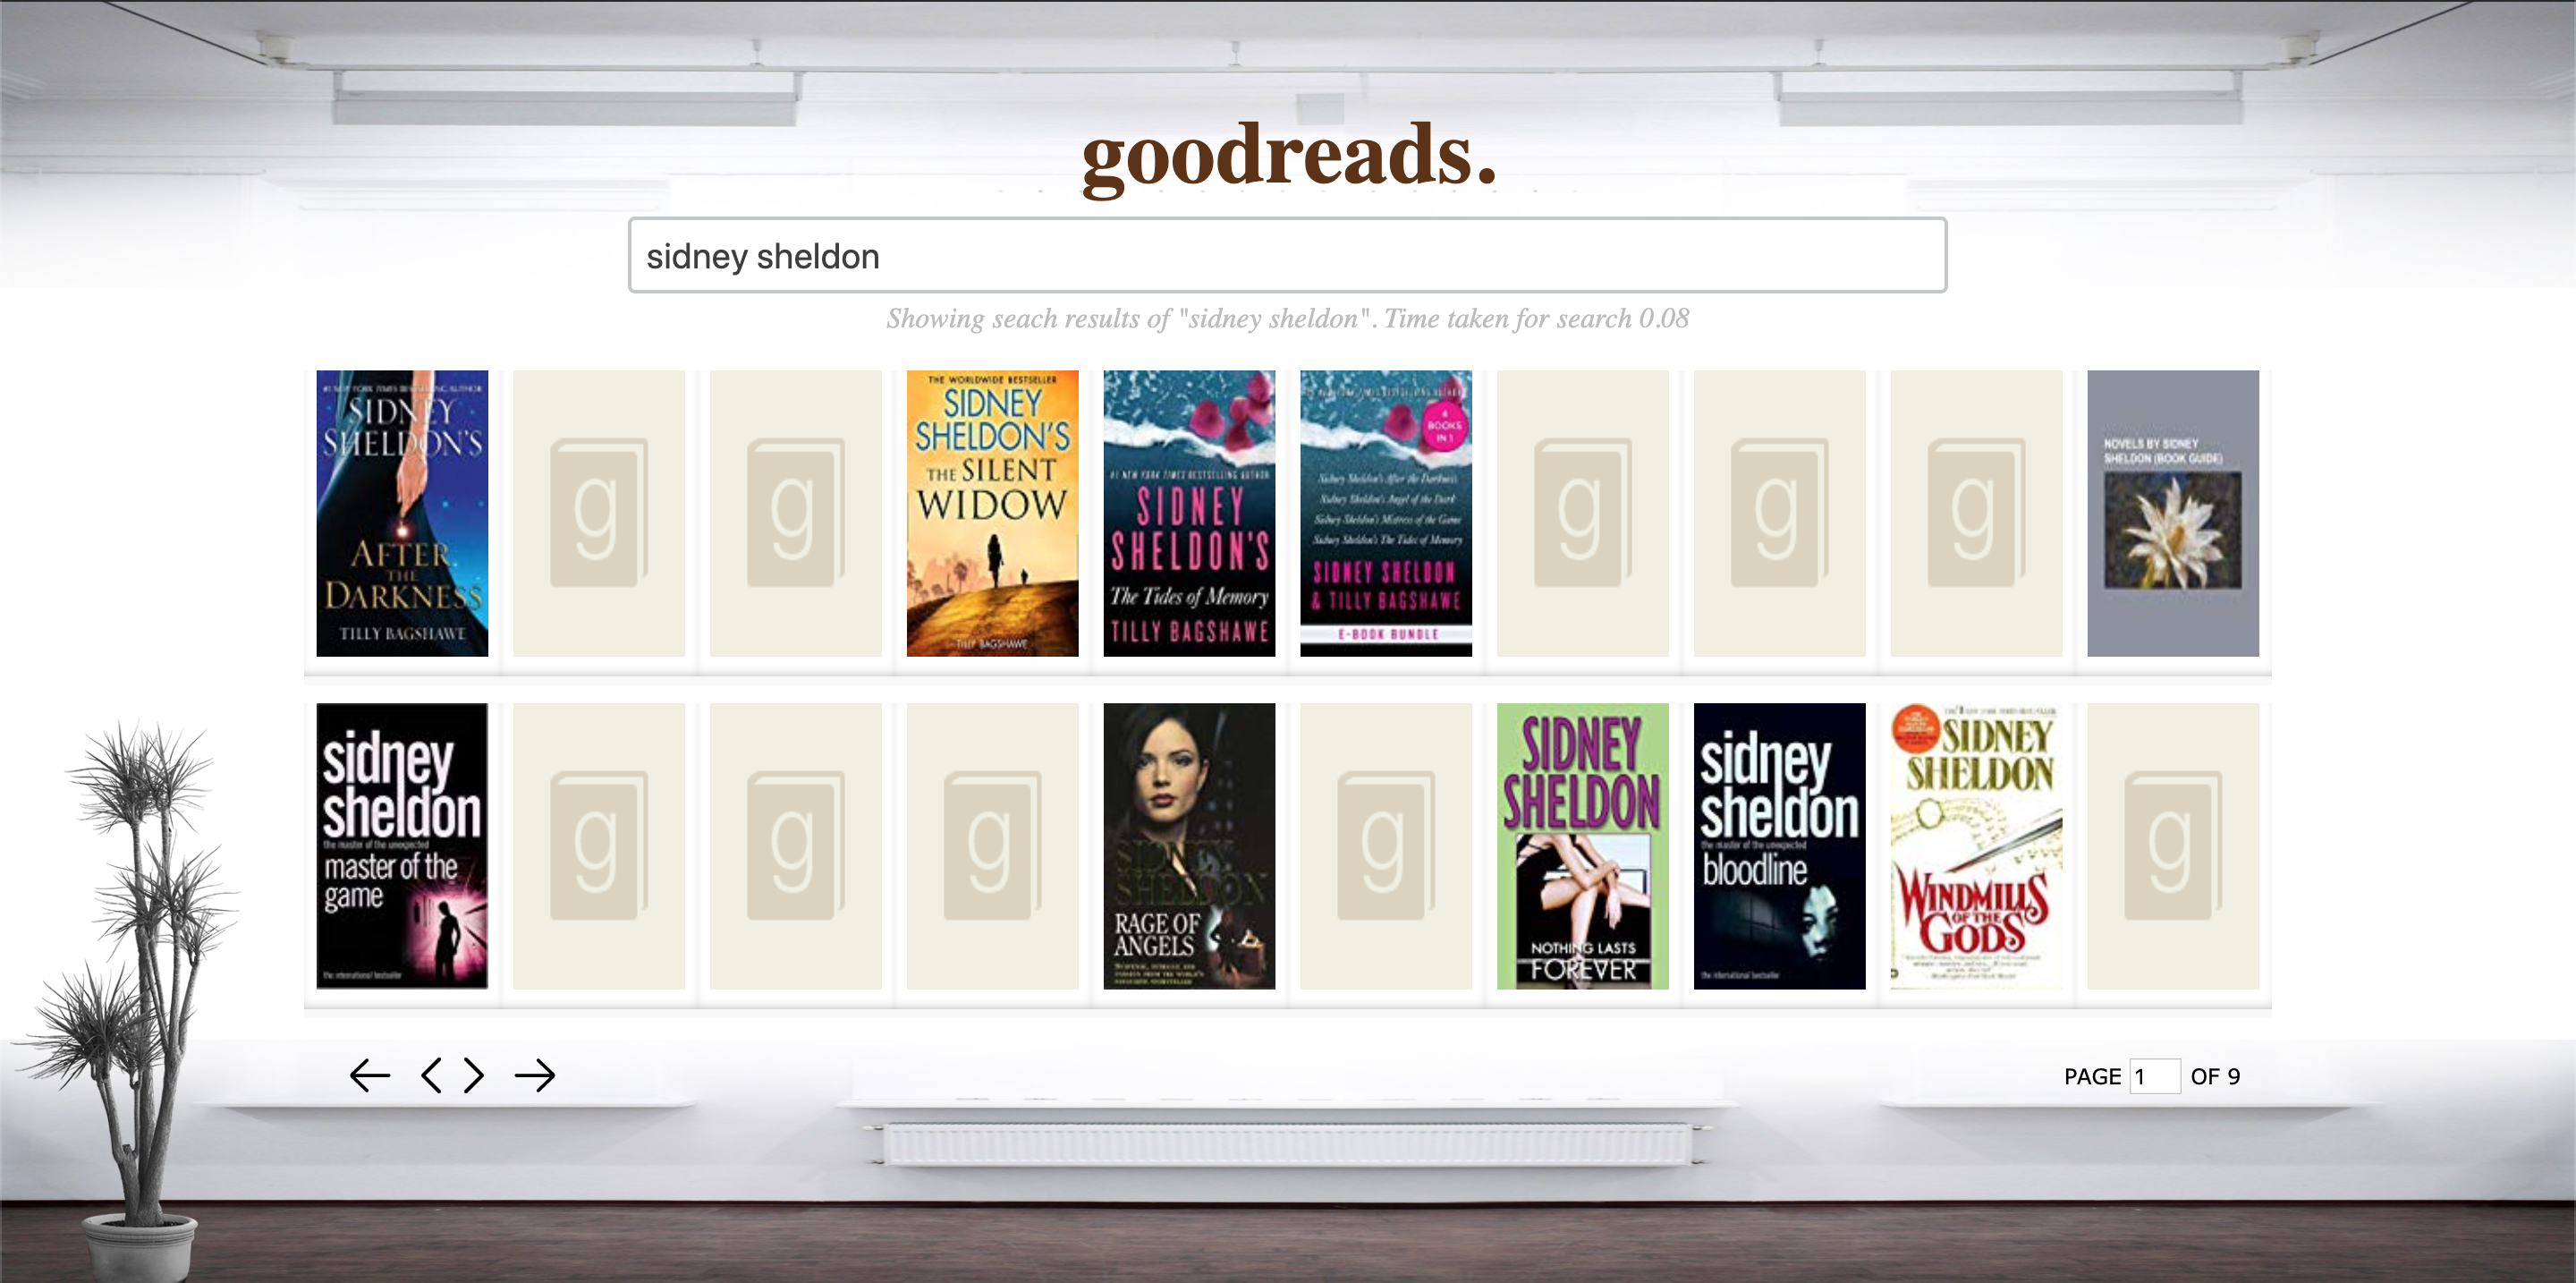 goodreads.
sidney sheldon
Showing seach results of "sidney sheldon". Time taken for search 0.08
#1 NEW YORK TIMES BESTSELLING AUTHOR
SIDNEY
SHELDON'S
AFTER
THE
DARKNESS
TILLY BAGSHAWE
g
g
THE WORLDWIDE BESTSELLER
SIDNEY
SHELDON'S
THE SILENT
WIDOW
TILLY BAGSHAWE
#1 NEW YORK TIMES BESTSELLING AUTHOR
SIDNEY
SHELDON'S
The Tides of Memory
TILLY BAGSHAWE
4
BOOKS
IN 1
Sidney Sheldon's After the Darkness
Sidney Sheldon's Angel of the Dark
Sidney Sheldon's Mistress of the Game
Sidney Sheldon's The Tides of Memory
SIDNEY SHELDON
& TILLY BAGSHAWE
E-BOOK BUNDLE
g
g
g
NOVELS BY SIDNEY
SHELDON (BOOK GUIDE)
sidney
sheldon
the master of the unexpected
master of the
game
the international bestseller
g
g
g
SIDNEY
SHELDON
RAGE OF
ANGELS
g
SIDNEY
SHELDON
NOTHING LASTS
FOREVER
sidney
sheldon
the master of the unexpected
bloodline
the international bestseller
SIDNEY
SHELDON
WINDMILLS
OF THE
GODS
g
PAGE 1 OF 9